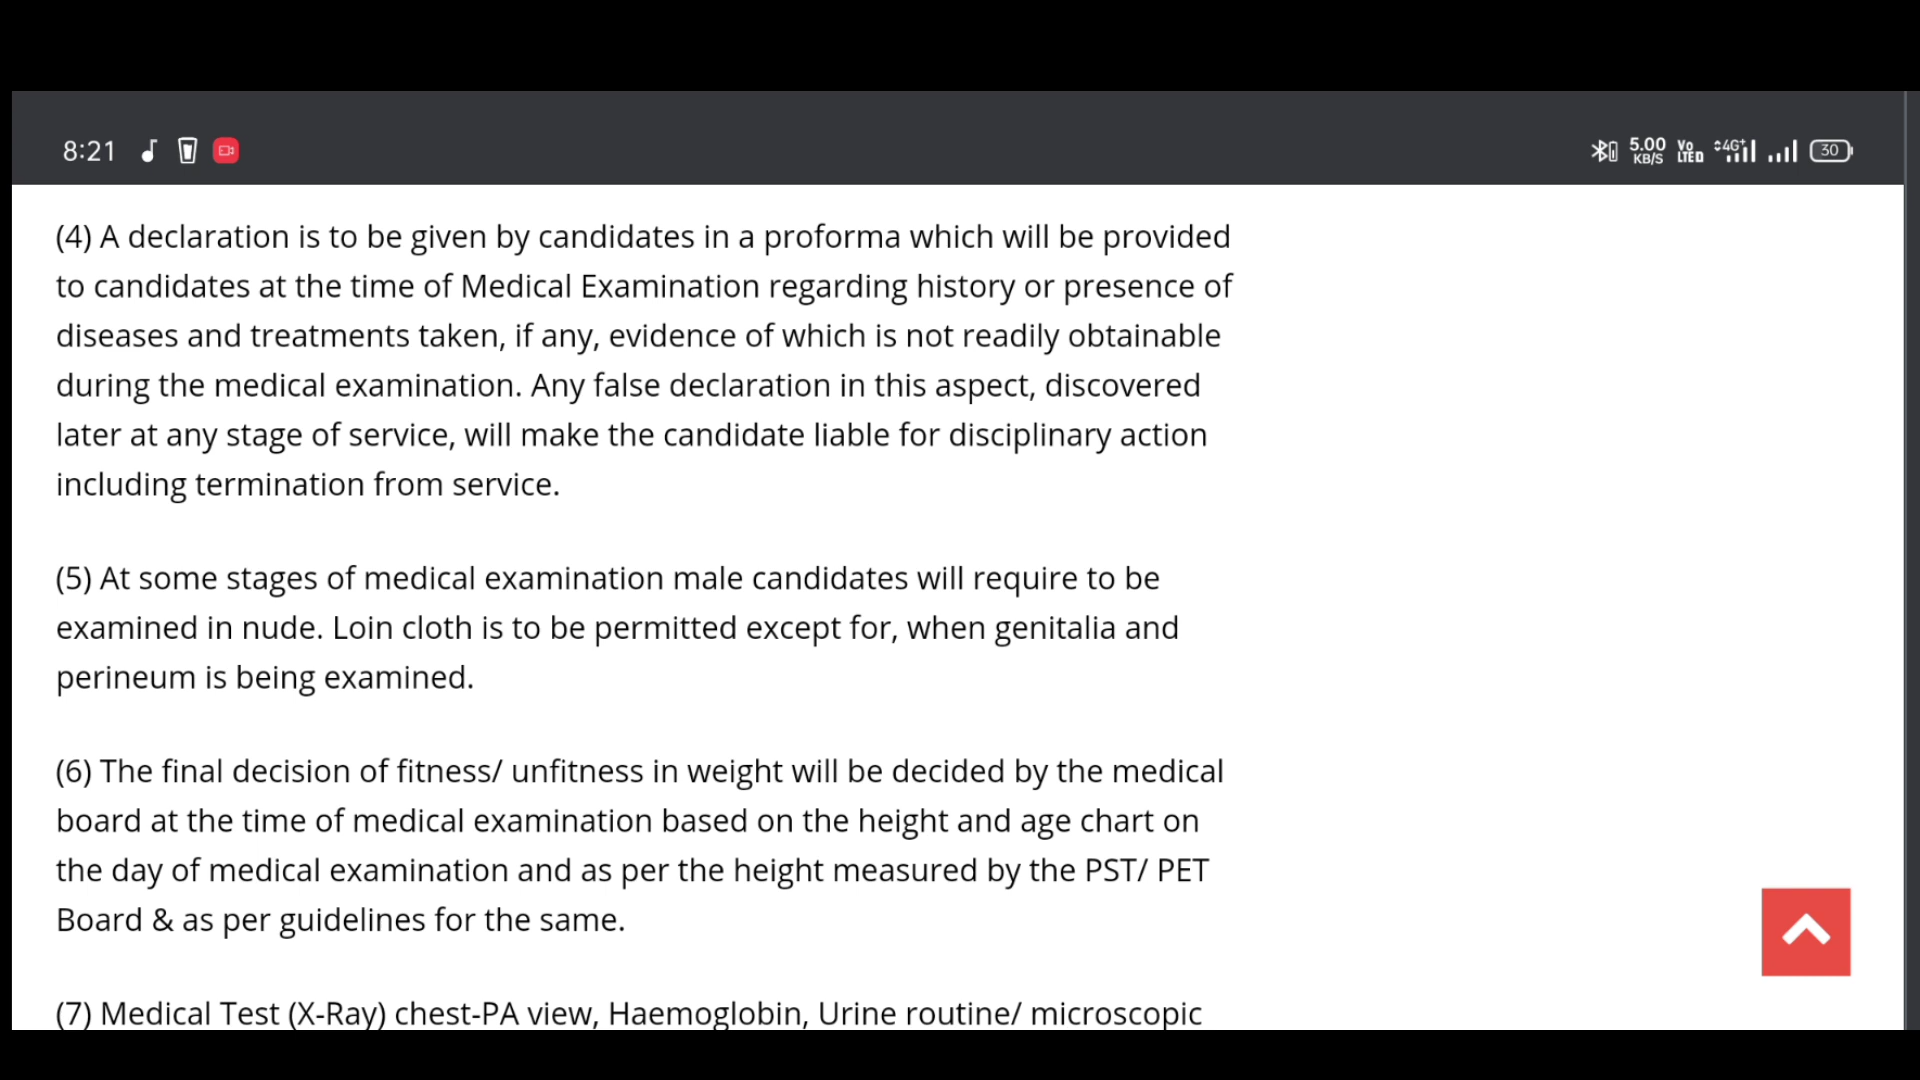 8:21
5.00 KB/S Vo LTE 4G+ 30
(4) A declaration is to be given by candidates in a proforma which will be provided
to candidates at the time of Medical Examination regarding history or presence of
diseases and treatments taken, if any, evidence of which is not readily obtainable
during the medical examination. Any false declaration in this aspect, discovered
later at any stage of service, will make the candidate liable for disciplinary action
including termination from service.
(5) At some stages of medical examination male candidates will require to be
examined in nude. Loin cloth is to be permitted except for, when genitalia and
perineum is being examined.
(6) The final decision of fitness/ unfitness in weight will be decided by the medical
board at the time of medical examination based on the height and age chart on
the day of medical examination and as per the height measured by the PST/ PET
Board & as per guidelines for the same.
(7) Medical Test (X-Ray) chest-PA view, Haemoglobin, Urine routine/ microscopic